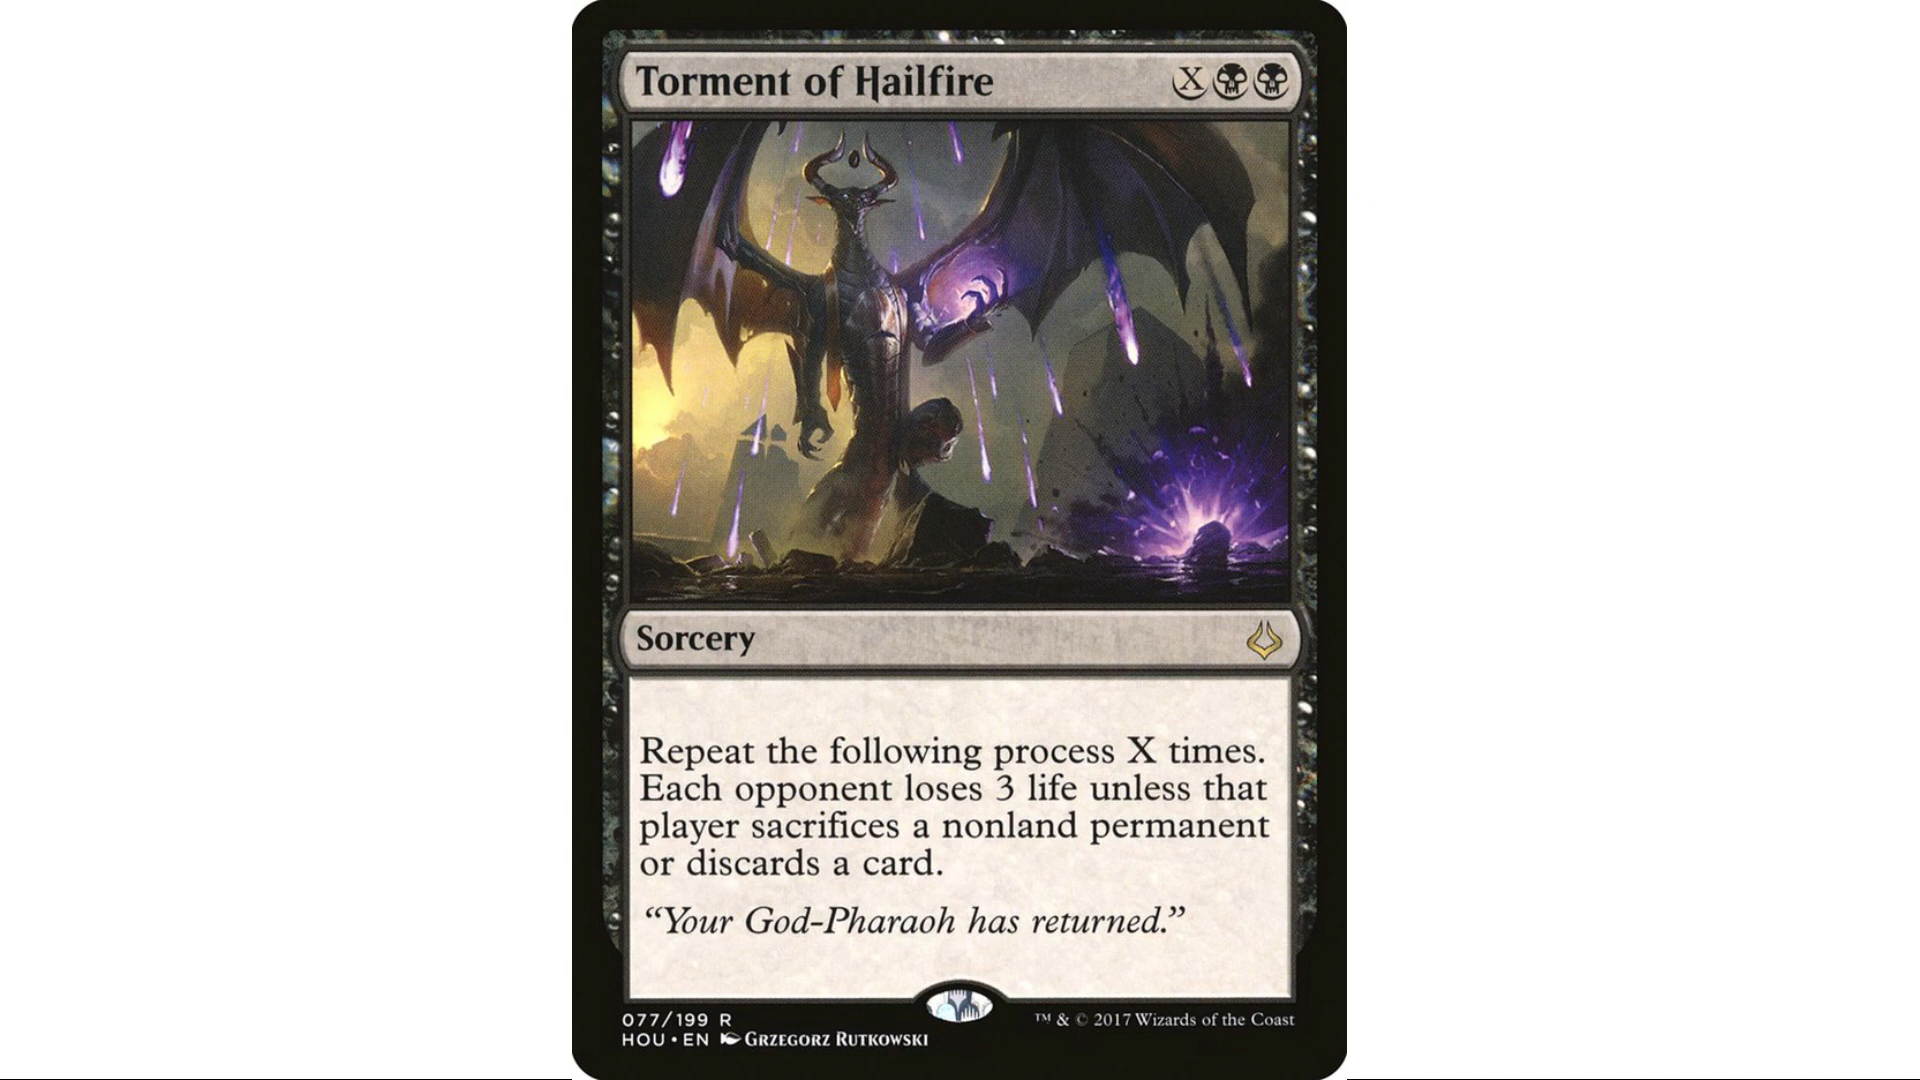 Torment of Hailfire X
Sorcery
Repeat the following process X times.
Each opponent loses 3 life unless that
player sacrifices a nonland permanent
or discards a card.
“Your God-Pharaoh has returned.”
077/199 R
HOU • EN Grzegorz Rutkowski
™ & © 2017 Wizards of the Coast